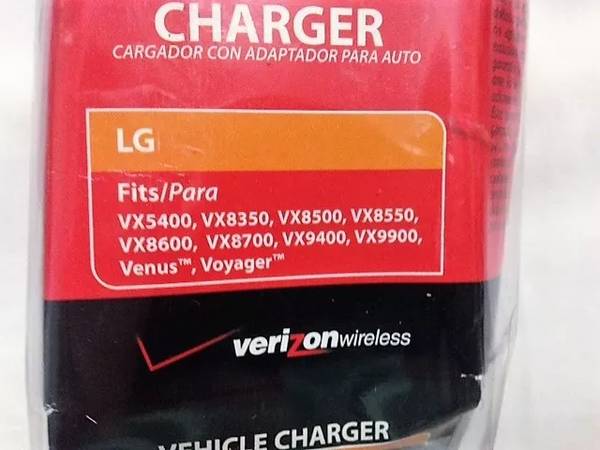 CHARGER
CARGADOR CON ADAPTADOR PARA AUTO
LG
Fits/Para
VX5400, VX8350, VX8500, VX8550,
VX8600, VX8700, VX9400, VX9900,
Venus™, Voyager™
verizonwireless
VEHICLE CHARGER